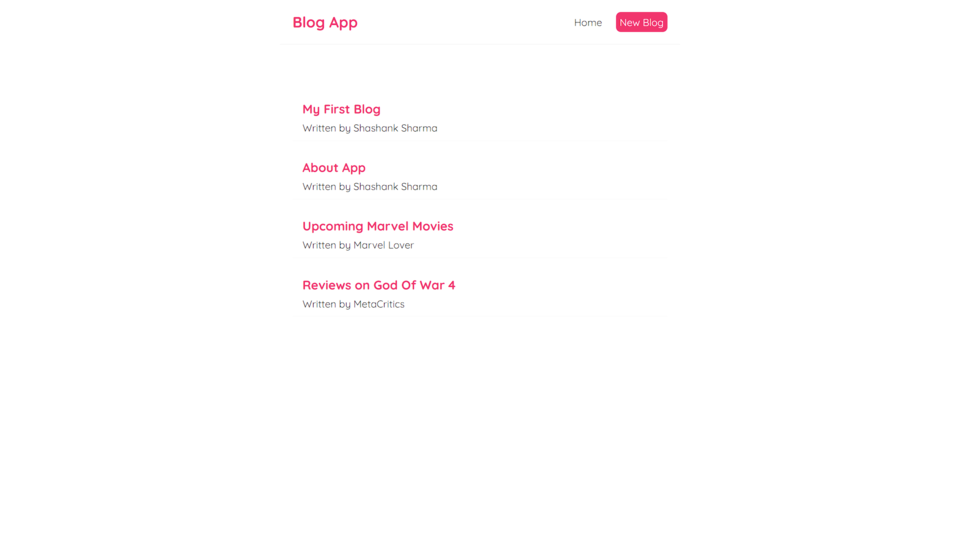 Blog App
Home
New Blog
My First Blog
Written by Shashank Sharma
About App
Written by Shashank Sharma
Upcoming Marvel Movies
Written by Marvel Lover
Reviews on God Of War 4
Written by MetaCritics